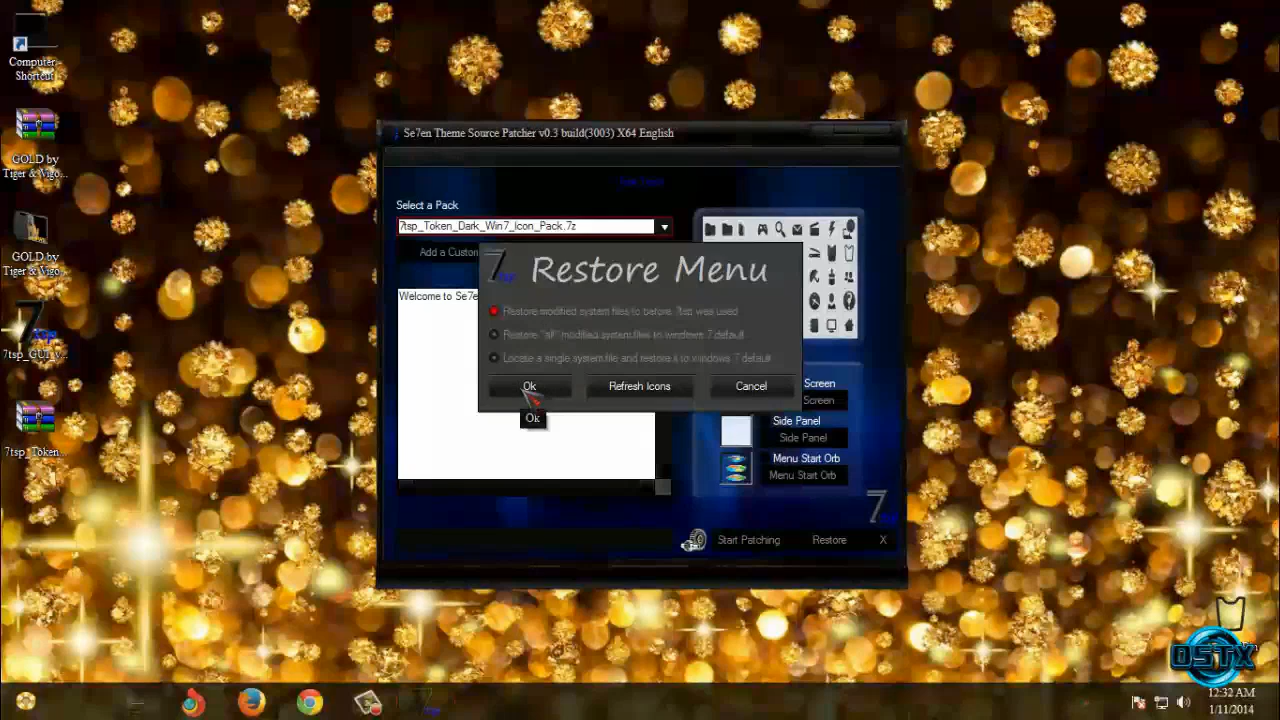 Computer -
Shortcut
GOLD by
Tiger & Vigo...
GOLD by
Tiger & Vigo...
7tsp
7tsp_GUI_v...
7tsp_Token...
Se7en Theme Source Patcher v0.3 build(3003) X64 English
Select a Pack
7tsp_Token_Dark_Win7_Icon_Pack.7z
Add a Custom
Welcome to Se7e
7tsp
Restore Menu
Restore modified system files to before 7tsp was used
Restore "all" modified system files to windows 7 default
Locate a single system file and restore it to windows 7 default
Ok
Refresh Icons
Cancel
Ok
Screen
Screen
Side Panel
Side Panel
Menu Start Orb
Menu Start Orb
7tsp
Start Patching
Restore
X
DSTX
12:32 AM
1/11/2014